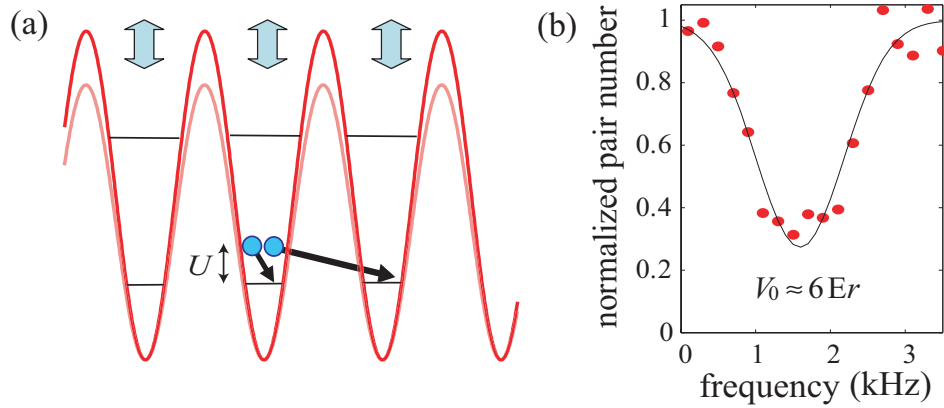 (a)
U
(b)
normalized pair number
1
0.8
0.6
0.4
0.2
0
V₀ ≈ 6 Er
0 1 2 3
frequency (kHz)